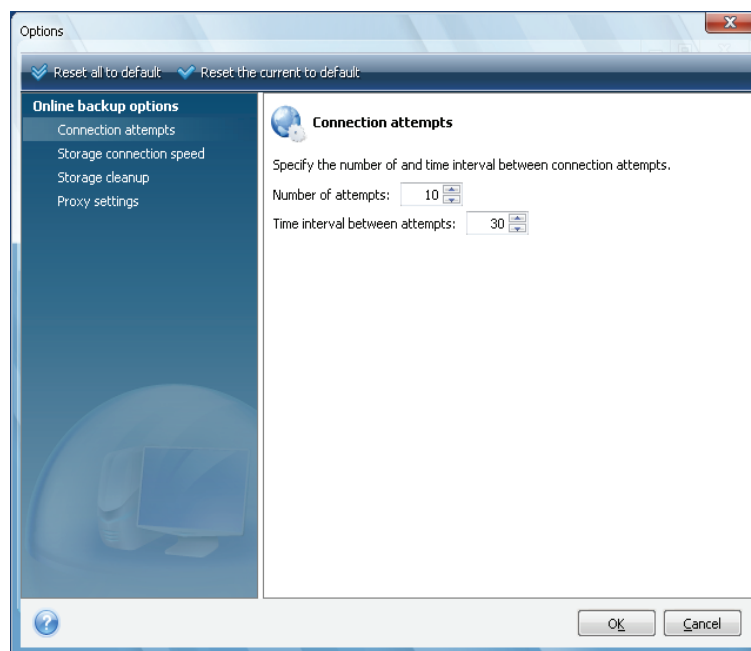 Options
Reset all to default Reset the current to default
Online backup options
Connection attempts
Storage connection speed
Storage cleanup
Proxy settings
Connection attempts
Specify the number of and time interval between connection attempts.
Number of attempts: 10
Time interval between attempts: 30
OK Cancel